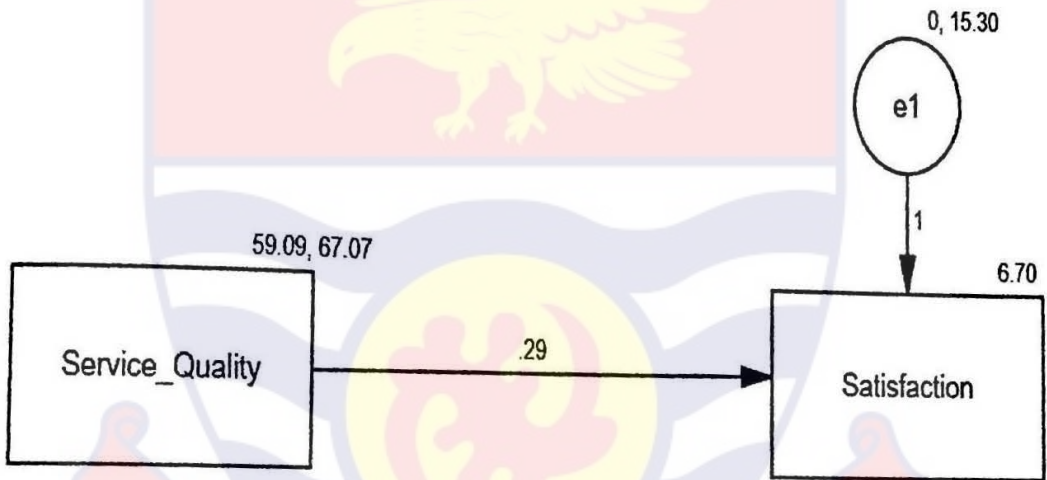 0, 15.30
e1
1
59.09, 67.07
6.70
Service_Quality
.29
Satisfaction